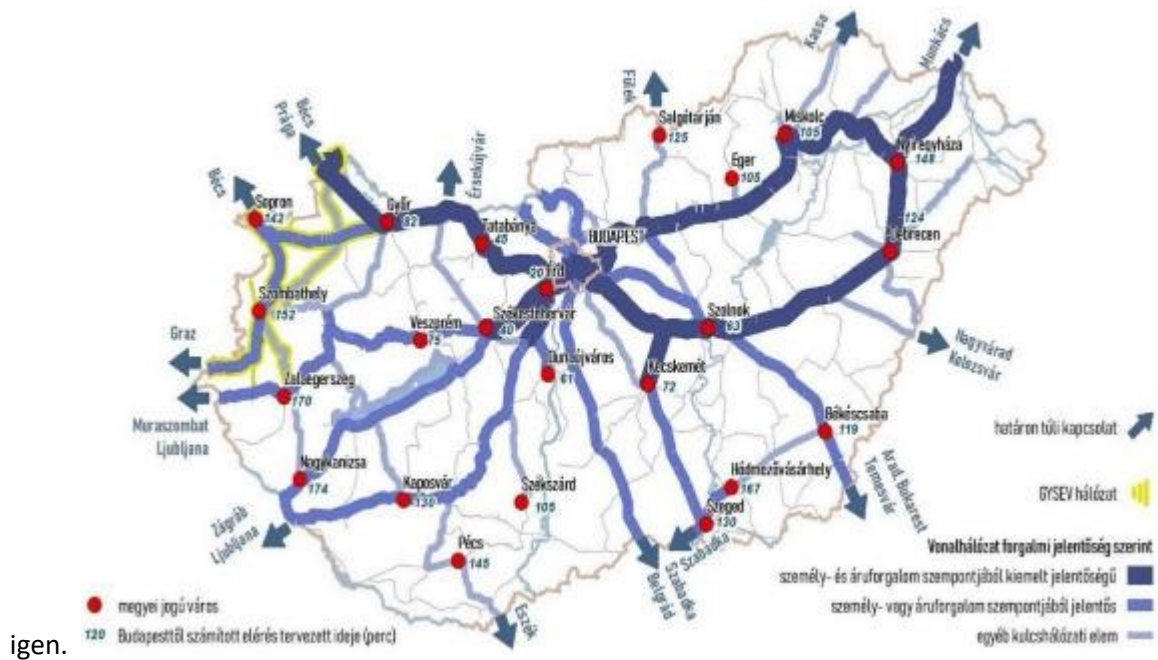 Kassa
Munkács
Fülek
Salgótarján
125
Miskolc
105
Nyíregyháza
148
Eger
105
Bécs
Prága
Érsekújvár
Bécs
Sopron
142
Győr
82
Tatabánya
45
BUDAPEST
124
Debrecen
20
Érd
Szombathely
152
Székesfehérvár
40
Veszprém
75
Szolnok
63
Graz
Dunaújváros
61
Kecskemét
72
Nagyvárad
Kolozsvár
Zalaegerszeg
170
Muraszombat
Ljubljana
Békéscsaba
119
határon túli kapcsolat
Nagykanizsa
174
Kaposvár
130
Szekszárd
105
Hódmezővásárhely
167
Arad, Bukarest
Temesvár
GYSEV hálózat
Szeged
130
Zágráb
Ljubljana
Pécs
145
Szabadka
Szabadka
Belgrád
Eszék
Vonalhálózat forgalmi jelentőség szerint
személy- és áruforgalom szempontjából kiemelt jelentőségű
megyei jogú város
személy- vagy áruforgalom szempontjából jelentős
120 Budapesttől számított elérés tervezett ideje (perc)
egyéb kulcshálózati elem
igen.